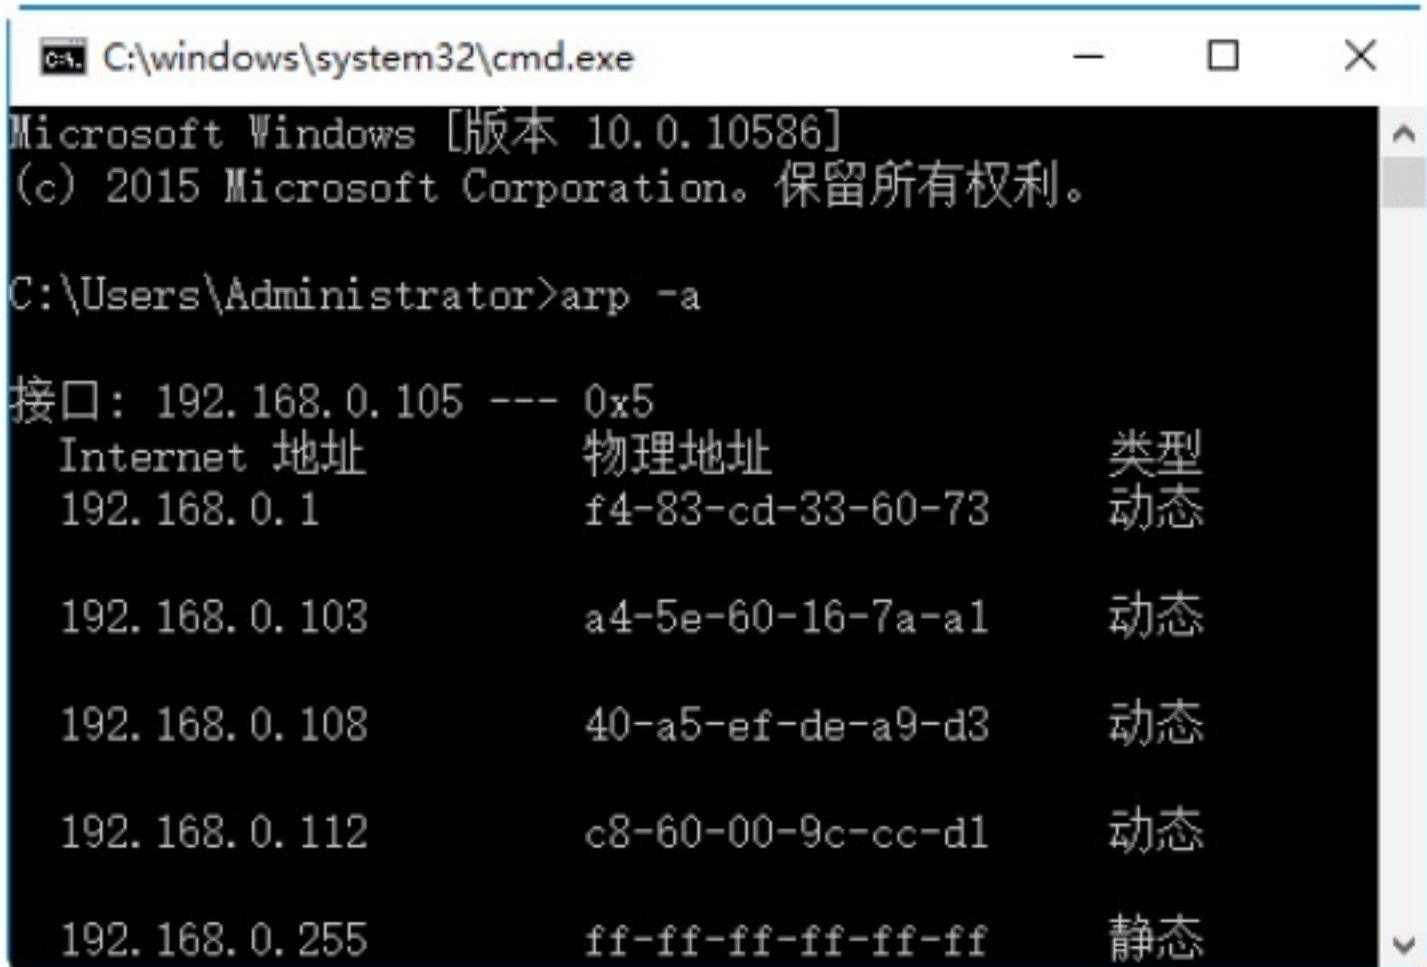 C:\windows\system32\cmd.exe
Microsoft Windows [版本 10.0.10586]
(c) 2015 Microsoft Corporation。保留所有权利。
C:\Users\Administrator>arp -a
接口: 192.168.0.105 --- 0x5
Internet 地址 物理地址 类型
192.168.0.1 f4-83-cd-33-60-73 动态
192.168.0.103 a4-5e-60-16-7a-a1 动态
192.168.0.108 40-a5-ef-de-a9-d3 动态
192.168.0.112 c8-60-00-9c-cc-d1 动态
192.168.0.255 ff-ff-ff-ff-ff-ff 静态